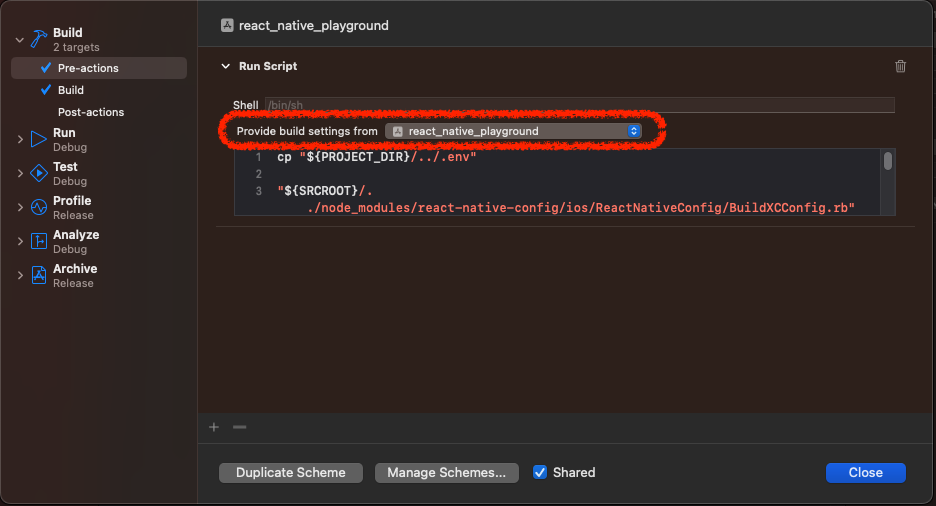 Build
2 targets
Pre-actions
Build
Post-actions
Run
Debug
Test
Debug
Profile
Release
Analyze
Debug
Archive
Release
react_native_playground
Run Script
Shell /bin/sh
Provide build settings from react_native_playground
1 cp "${PROJECT_DIR}/../.env"
2
3 "${SRCROOT}/.
./node_modules/react-native-config/ios/ReactNativeConfig/BuildXCConfig.rb"
Duplicate Scheme Manage Schemes... Shared Close